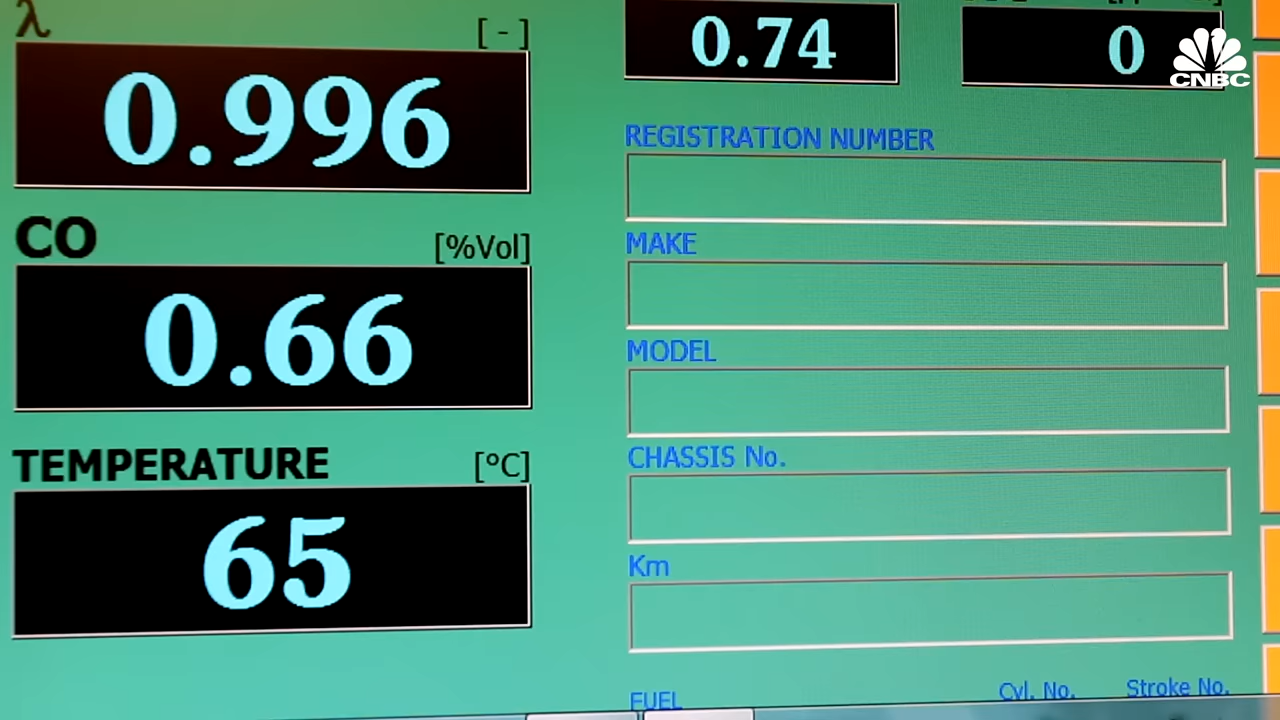 λ [ - ]
0.996
0.74
0
CNBC
REGISTRATION NUMBER
CO [%Vol]
0.66
MAKE
MODEL
TEMPERATURE [°C]
65
CHASSIS No.
Km
FUEL
Cyl. No.
Stroke No.